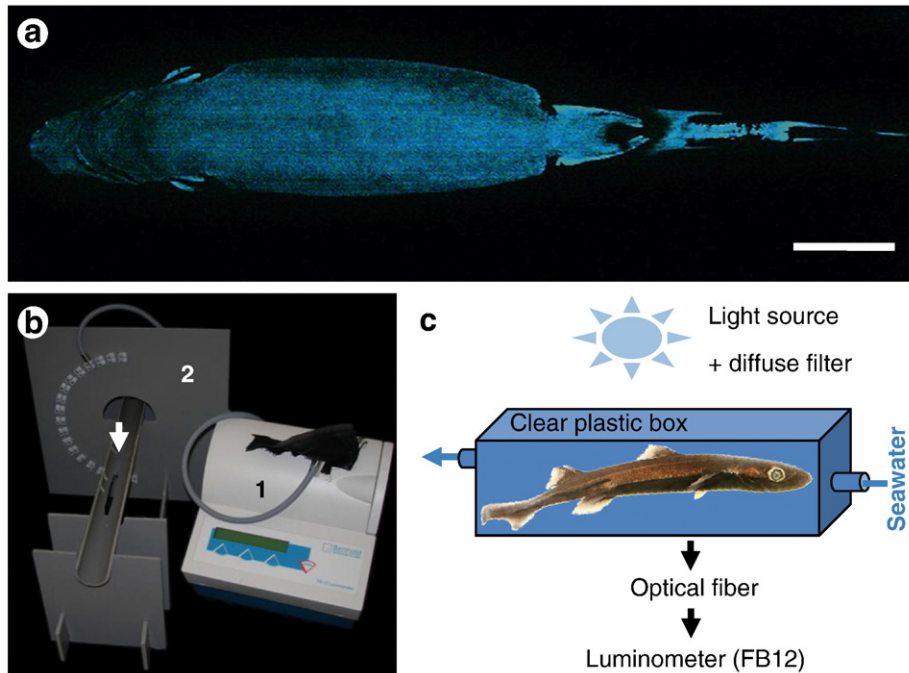 a
b
2
1
c
Light source
+ diffuse filter
Clear plastic box
Seawater
Optical fiber
Luminometer (FB12)